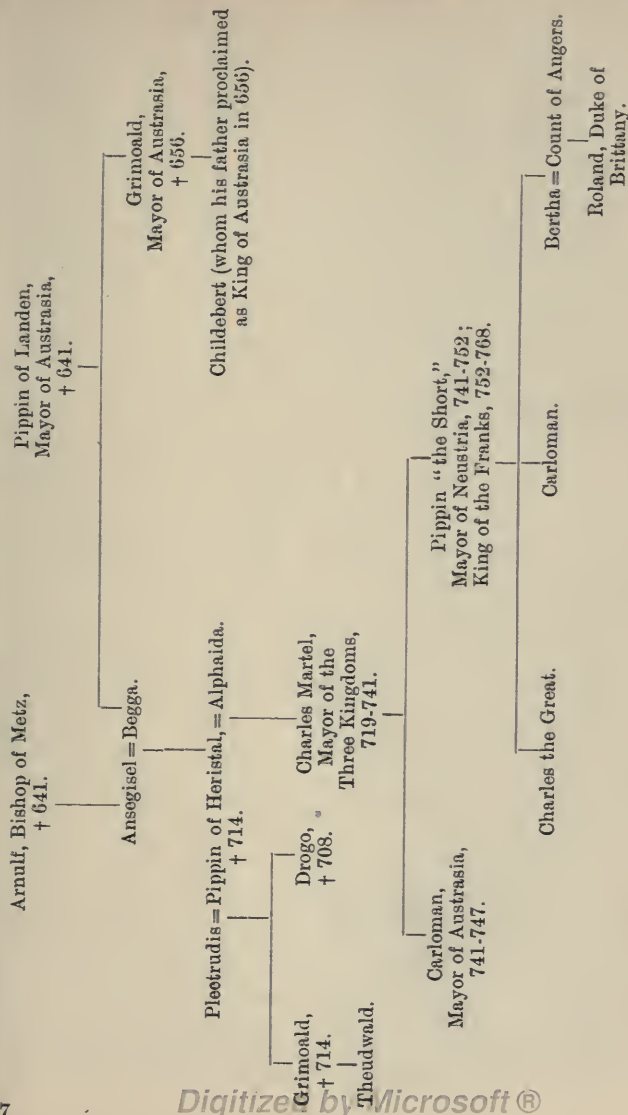 Arnulf, Bishop of Metz,
† 641.
Pippin of Landen,
Mayor of Austrasia,
† 641.
Ansegisel = Begga.
Grimoald,
Mayor of Austrasia,
† 656.
Childebert (whom his father proclaimed
as King of Austrasia in 656).
Plectrudis = Pippin of Heristal, = Alphaida.
† 714.
Grimoald,
† 714.
Theudwald.
Drogo,
† 708.
Charles Martel,
Mayor of the
Three Kingdoms,
719-741.
Carloman,
Mayor of Austrasia,
741-747.
Pippin “the Short,”
Mayor of Neustria, 741-752;
King of the Franks, 752-768.
Charles the Great.
Carloman.
Bertha = Count of Angers.
Roland, Duke of
Brittany.
7
Digitized by Microsoft ®